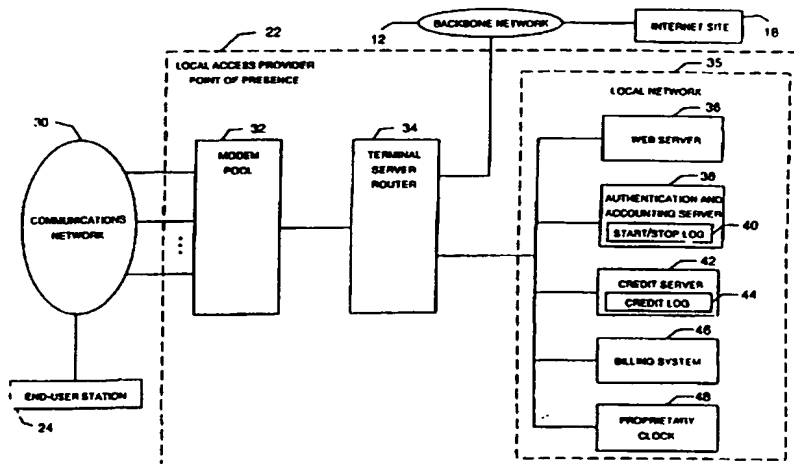 BACKBONE NETWORK
12
INTERNET SITE
18
22
LOCAL ACCESS PROVIDER
POINT OF PRESENCE
35
LOCAL NETWORK
30
COMMUNICATIONS
NETWORK
32
MODEM
POOL
34
TERMINAL
SERVER
ROUTER
36
WEB SERVER
38
AUTHENTICATION AND
ACCOUNTING SERVER
START/STOP LOG
40
42
CREDIT SERVER
CREDIT LOG
44
46
BILLING SYSTEM
48
PROPRIETARY
CLOCK
END-USER STATION
24